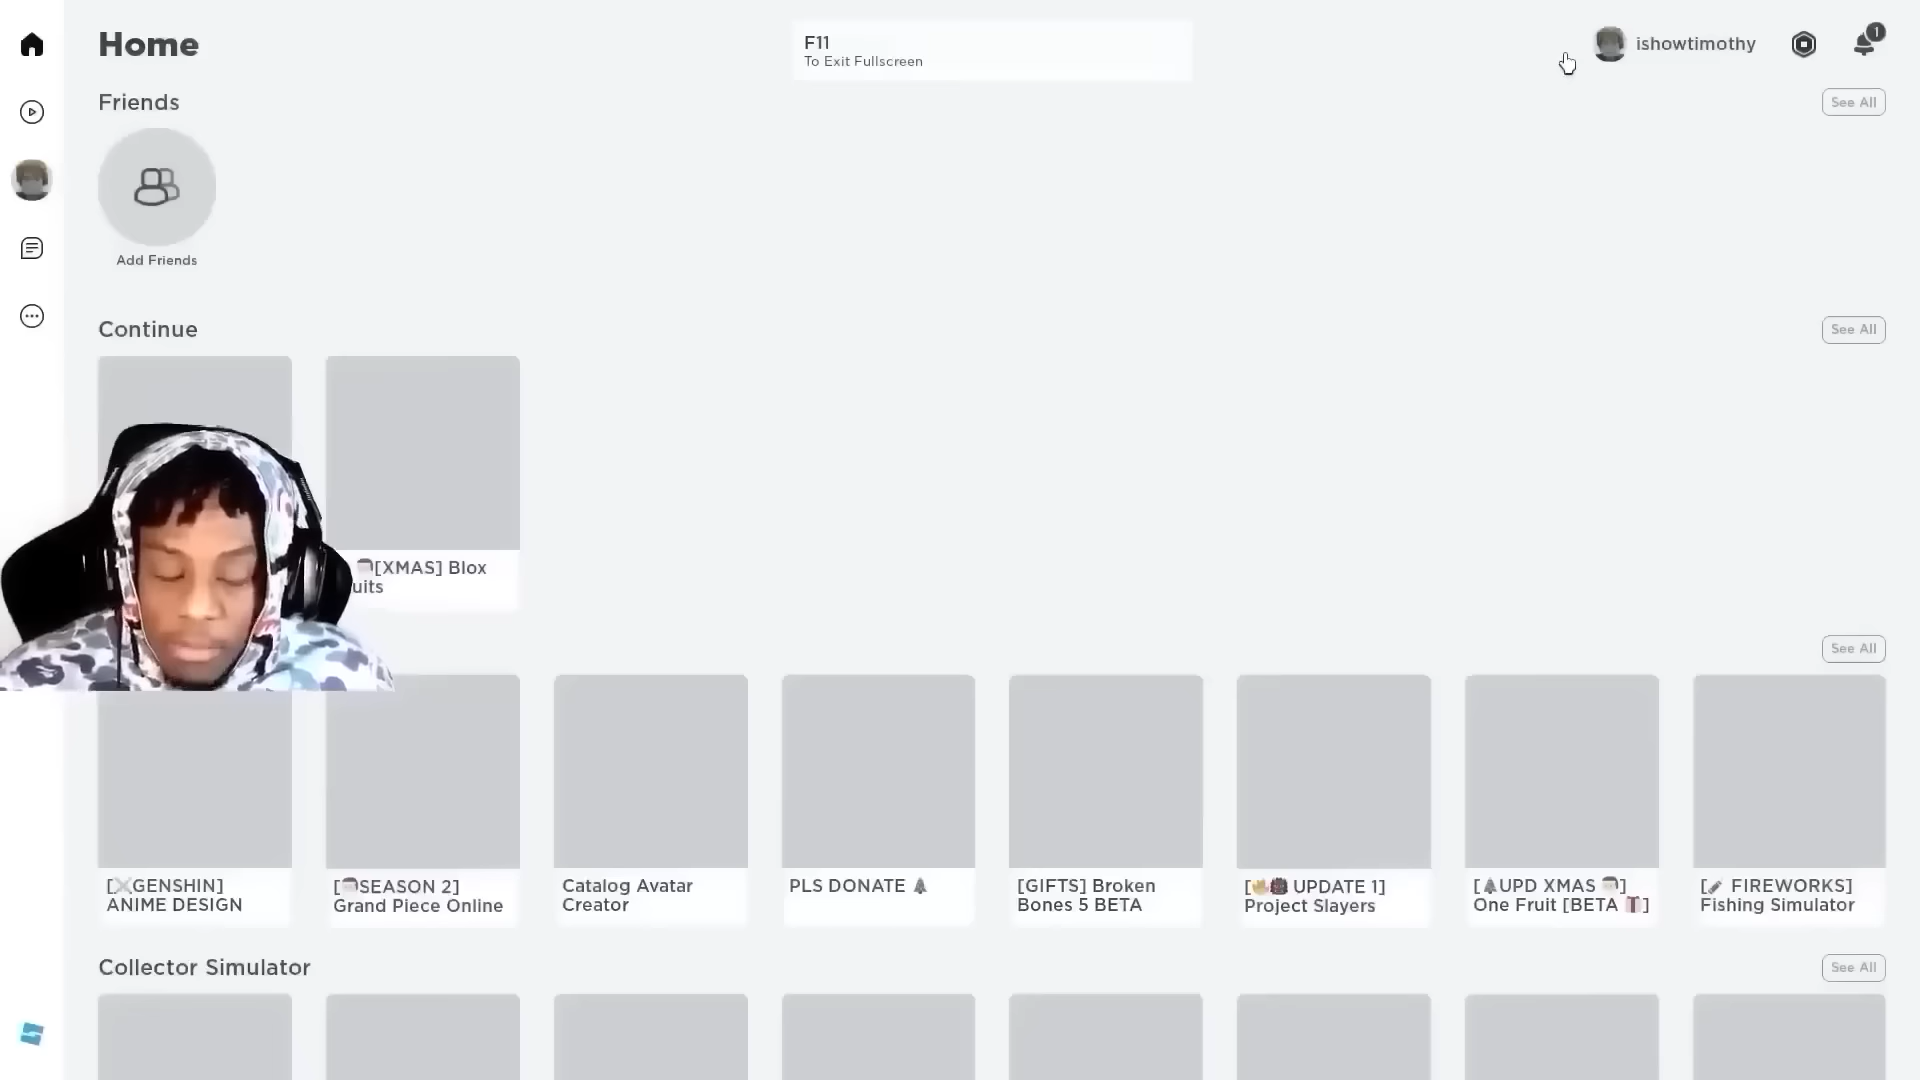 Home
F11
To Exit Fullscreen
ishowtimothy
1
Friends
See All
Add Friends
Continue
See All
[XMAS] Blox
uits
See All
[⚔GENSHIN]
ANIME DESIGN
[🎅SEASON 2]
Grand Piece Online
Catalog Avatar
Creator
PLS DONATE 🎄
[GIFTS] Broken
Bones 5 BETA
[🔥👹 UPDATE 1]
Project Slayers
[🎄UPD XMAS 🎅]
One Fruit [BETA 🎁]
[🧨 FIREWORKS]
Fishing Simulator
Collector Simulator
See All